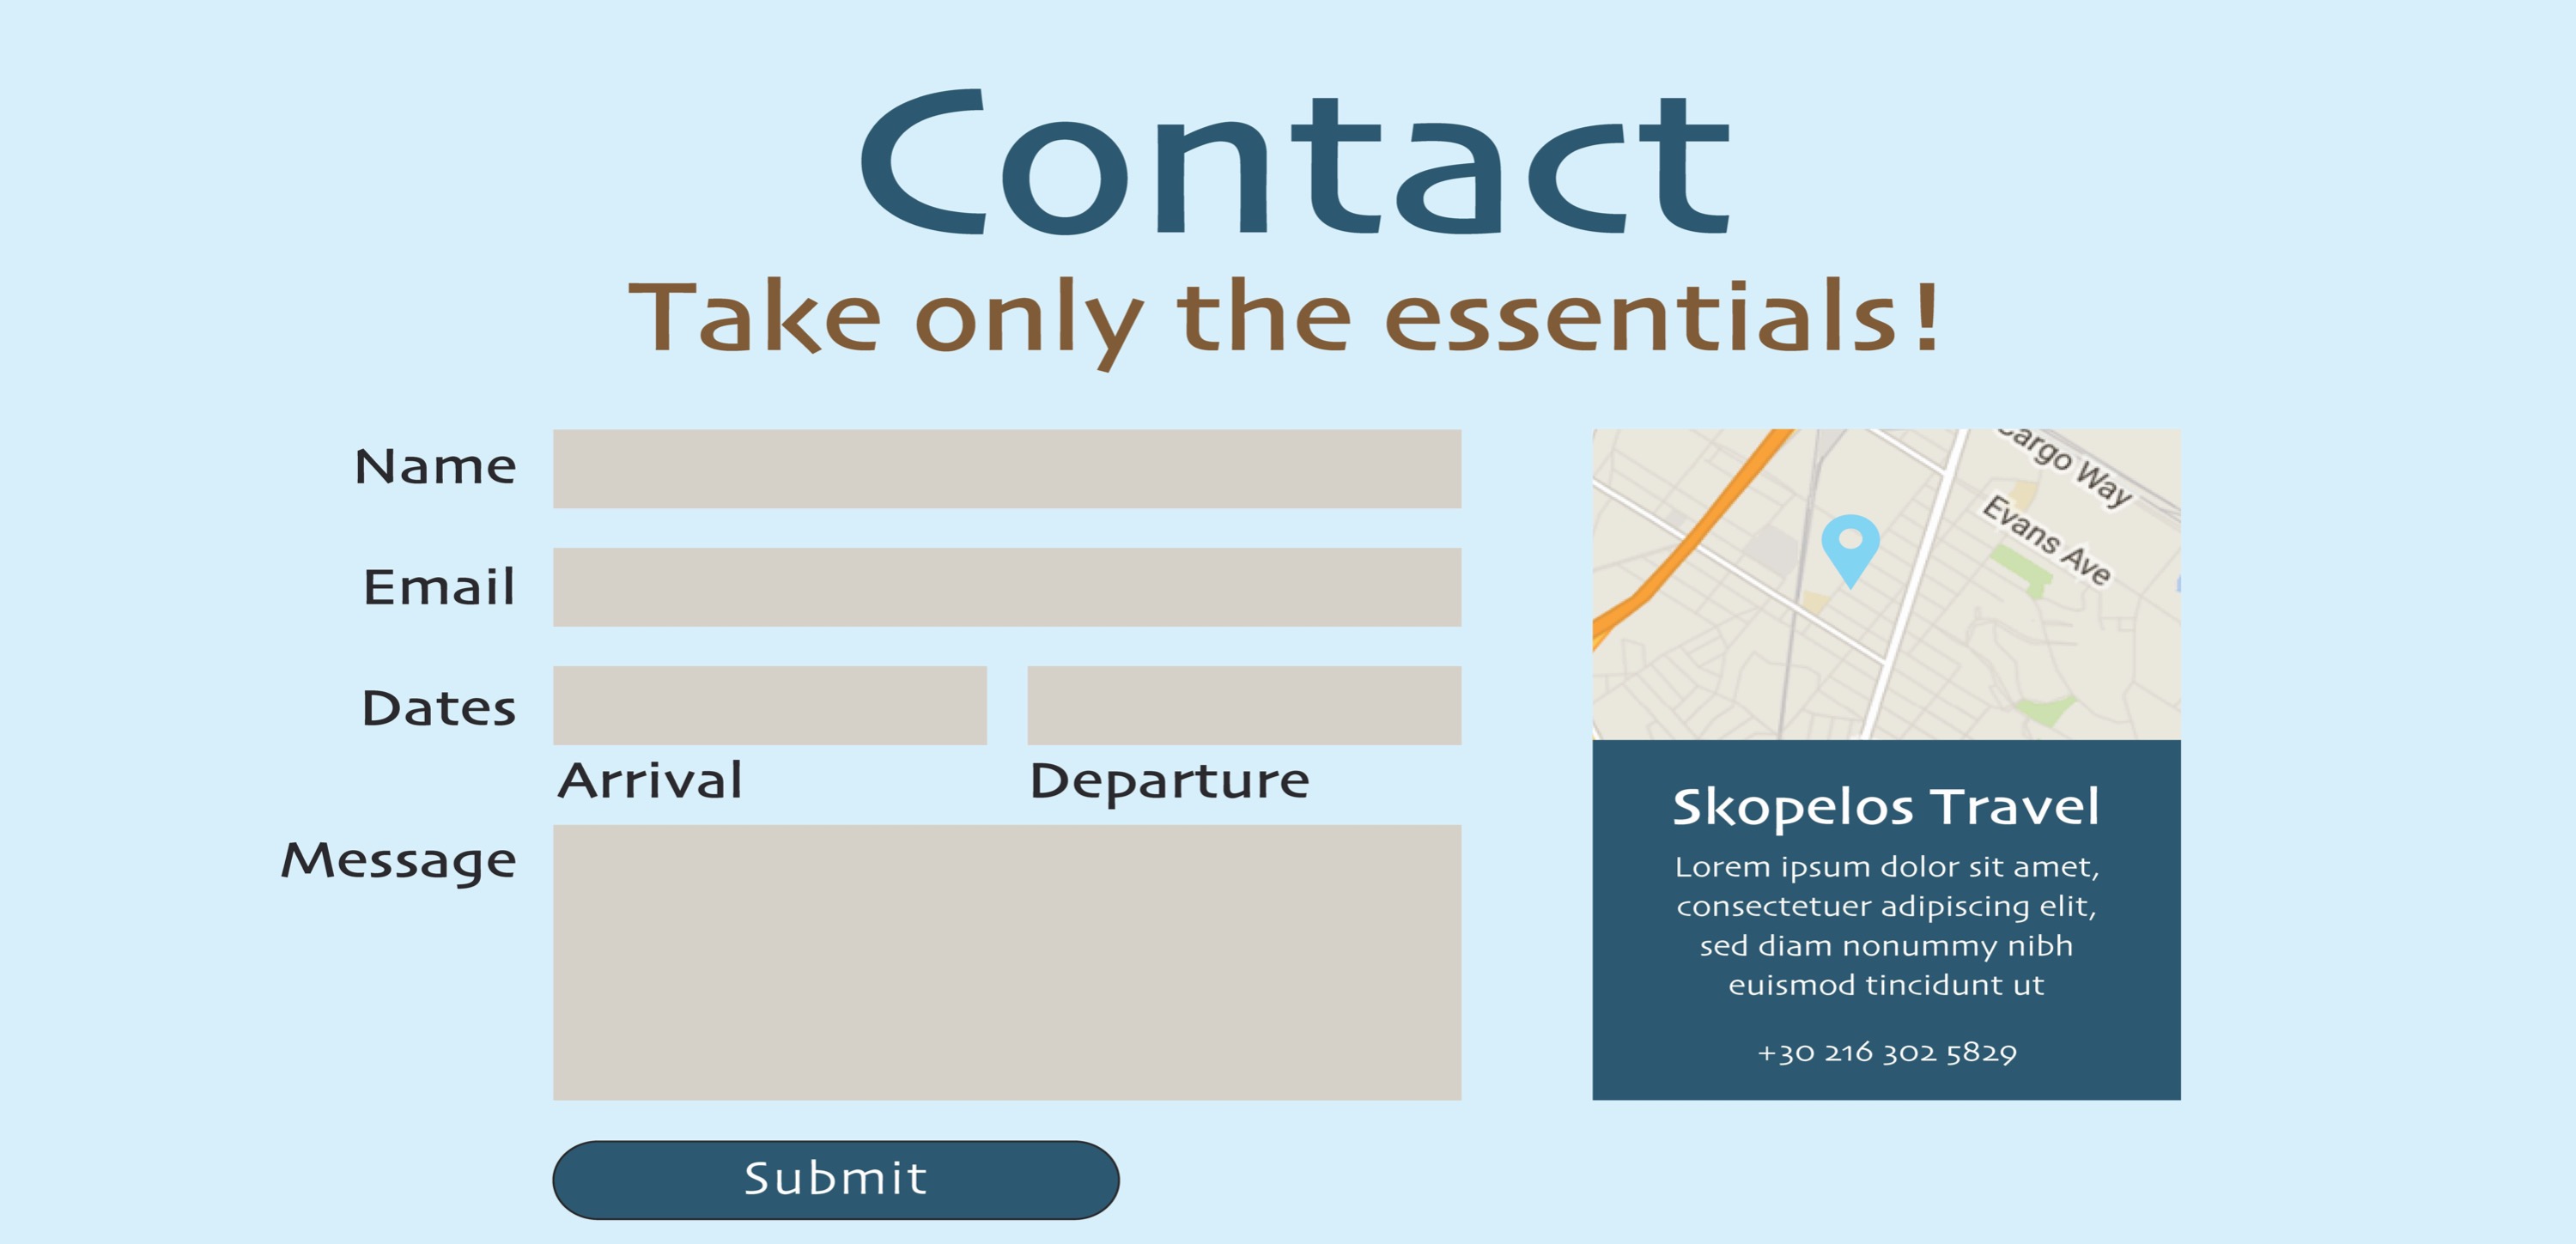 Contact
Take only the essentials!
Name
Email
Dates
Arrival
Departure
Message
Submit
Cargo Way
Evans Ave
Skopelos Travel
Lorem ipsum dolor sit amet,
consectetuer adipiscing elit,
sed diam nonummy nibh
euismod tincidunt ut
+30 216 302 5829